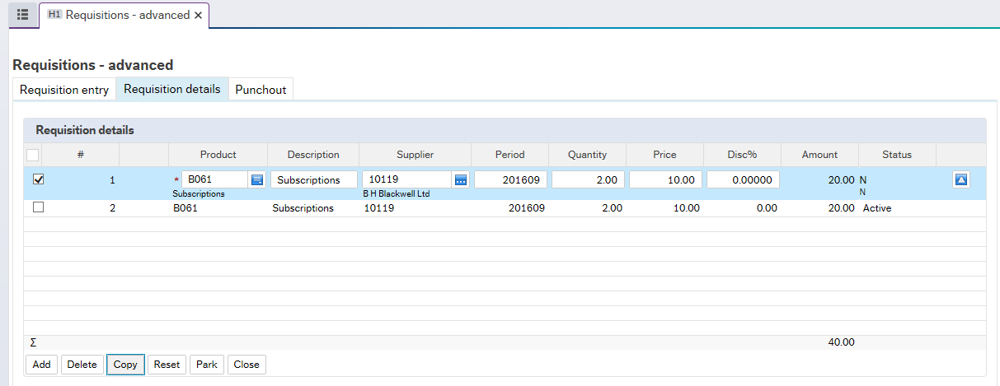 H1 Requisitions - advanced ×
Requisitions - advanced
Requisition entry Requisition details Punchout
Requisition details
# Product Description Supplier Period Quantity Price Disc% Amount Status
1 * B061 Subscriptions 10119 201609 2.00 10.00 0.00000 20.00 N
Subscriptions B H Blackwell Ltd N
2 B061 Subscriptions 10119 201609 2.00 10.00 0.00 20.00 Active
Σ 40.00
Add Delete Copy Reset Park Close